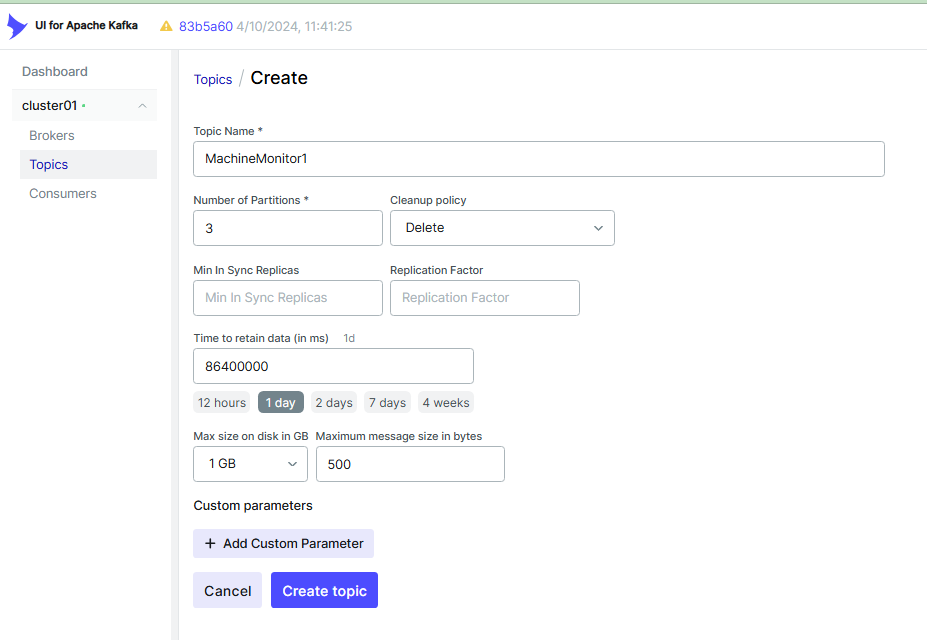 UI for Apache Kafka 83b5a60 4/10/2024, 11:41:25
Dashboard
cluster01
Brokers
Topics
Consumers
Topics / Create
Topic Name *
MachineMonitor1
Number of Partitions * Cleanup policy
3 Delete
Min In Sync Replicas Replication Factor
Min In Sync Replicas Replication Factor
Time to retain data (in ms) 1d
86400000
12 hours 1 day 2 days 7 days 4 weeks
Max size on disk in GB Maximum message size in bytes
1 GB 500
Custom parameters
+ Add Custom Parameter
Cancel Create topic